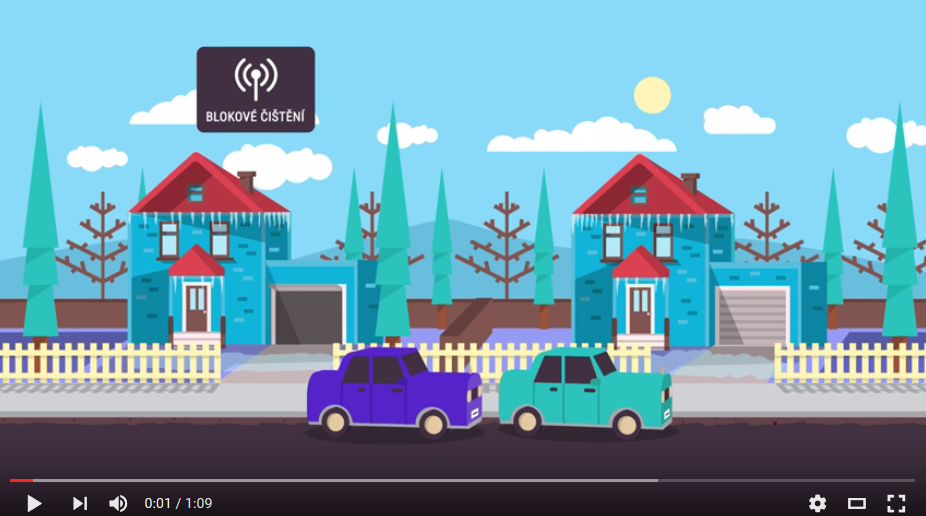 BLOKOVÉ ČIŠTĚNÍ
0:01 / 1:09